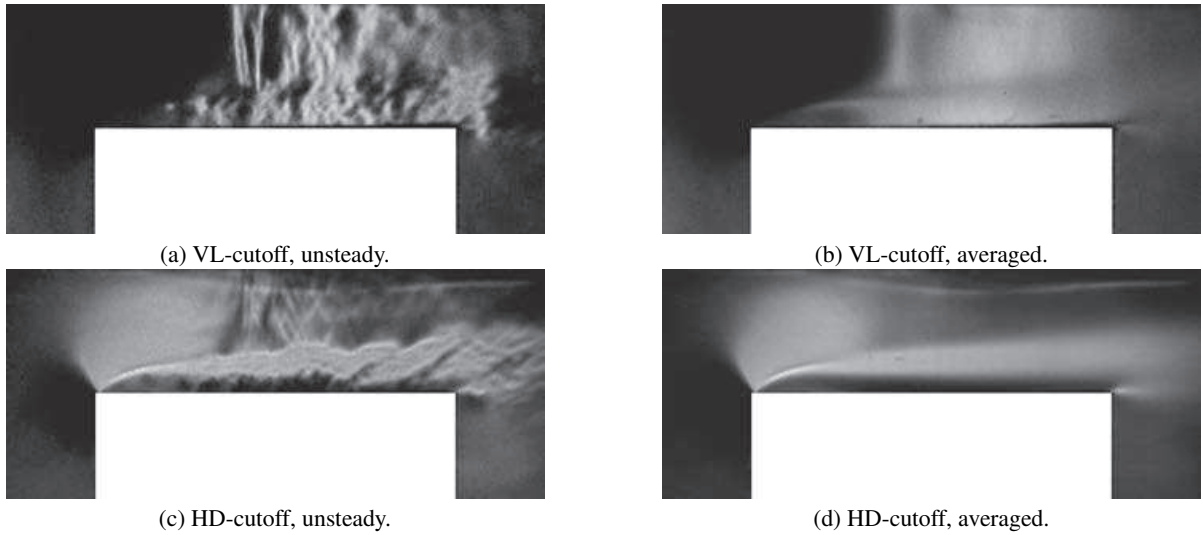 (a) VL-cutoff, unsteady.
(b) VL-cutoff, averaged.
(c) HD-cutoff, unsteady.
(d) HD-cutoff, averaged.